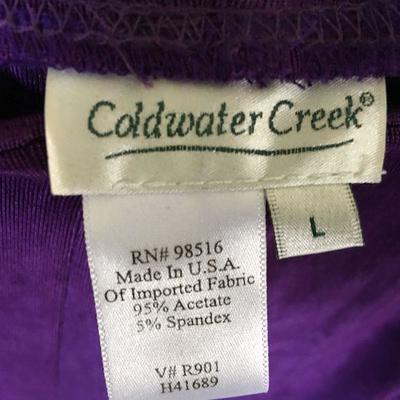 Coldwater Creek®
L
RN# 98516
Made In U.S.A.
Of Imported Fabric
95% Acetate
5% Spandex
V# R901
H41689